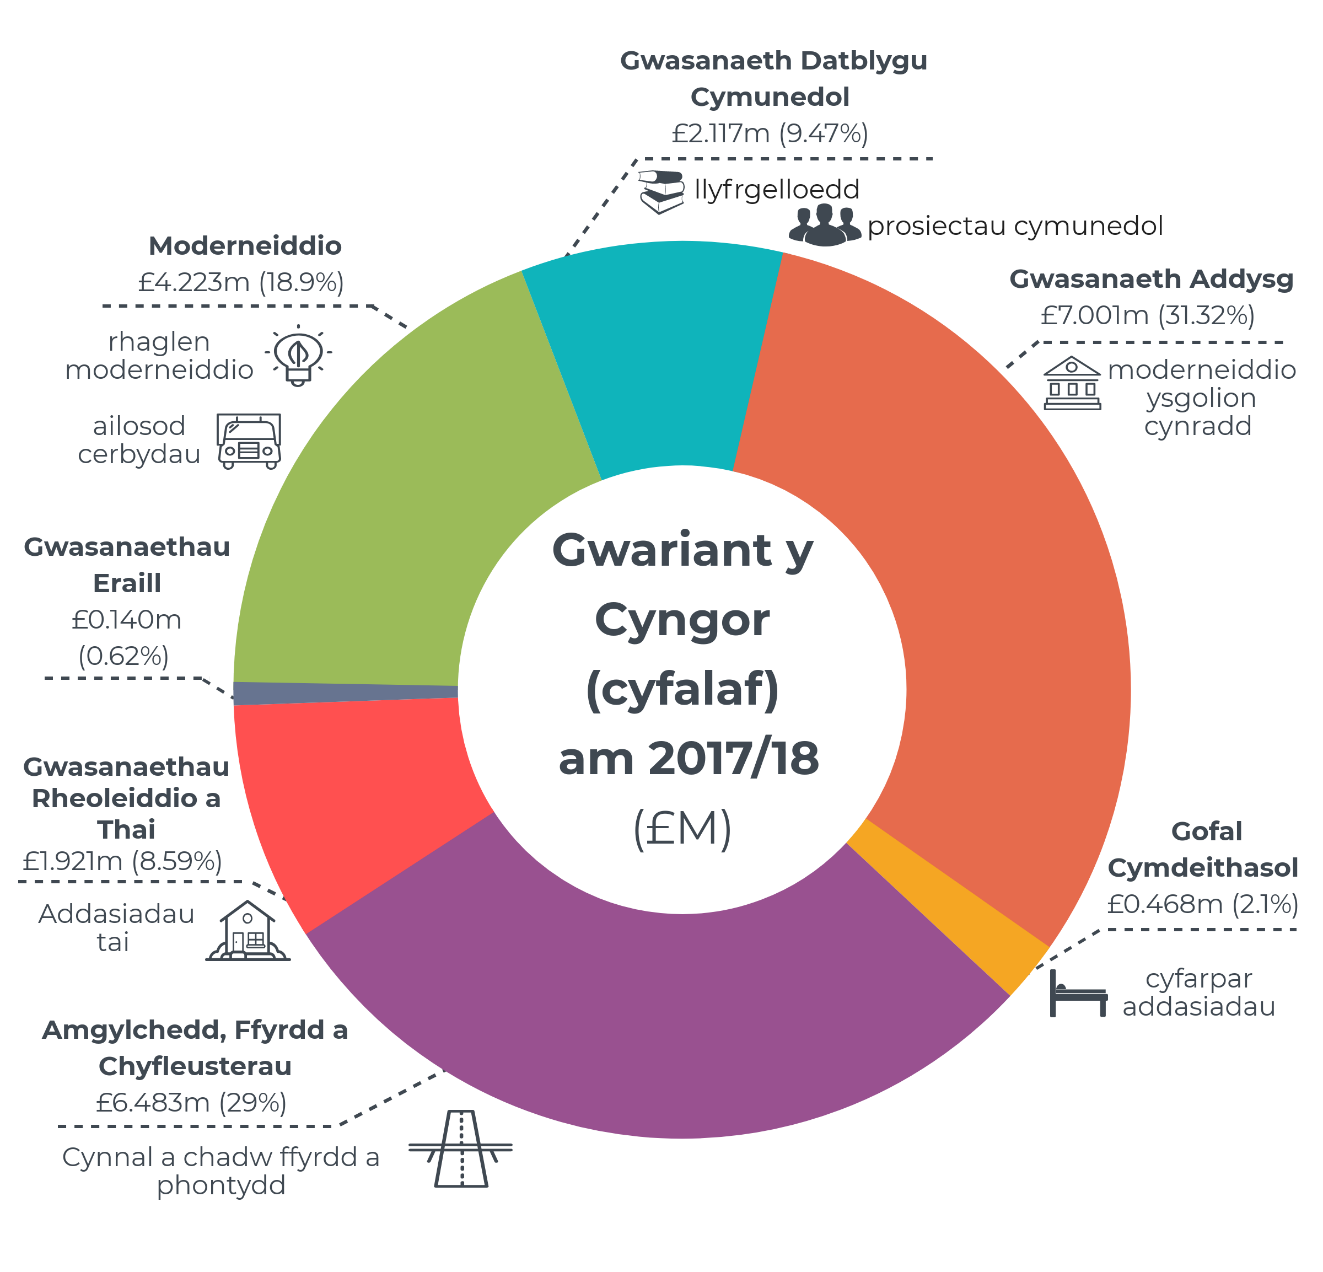 Gwasanaeth Datblygu
Cymunedol
£2.117m (9.47%)
llyfrgelloedd
prosiectau cymunedol
Moderneiddio
£4.223m (18.9%)
rhaglen
moderneiddio
ailosod
cerbydau
Gwasanaeth Addysg
£7.001m (31.32%)
moderneiddio
ysgolion
cynradd
Gwasanaethau
Eraill
£0.140m
(0.62%)
Gwariant y
Cyngor
(cyfalaf)
am 2017/18
(£M)
Gwasanaethau
Rheoleiddio a
Thai
£1.921m (8.59%)
Addasiadau
tai
Gofal
Cymdeithasol
£0.468m (2.1%)
cyfarpar
addasiadau
Amgylchedd, Ffyrdd a
Chyfleusterau
£6.483m (29%)
Cynnal a chadw ffyrdd a
phontydd